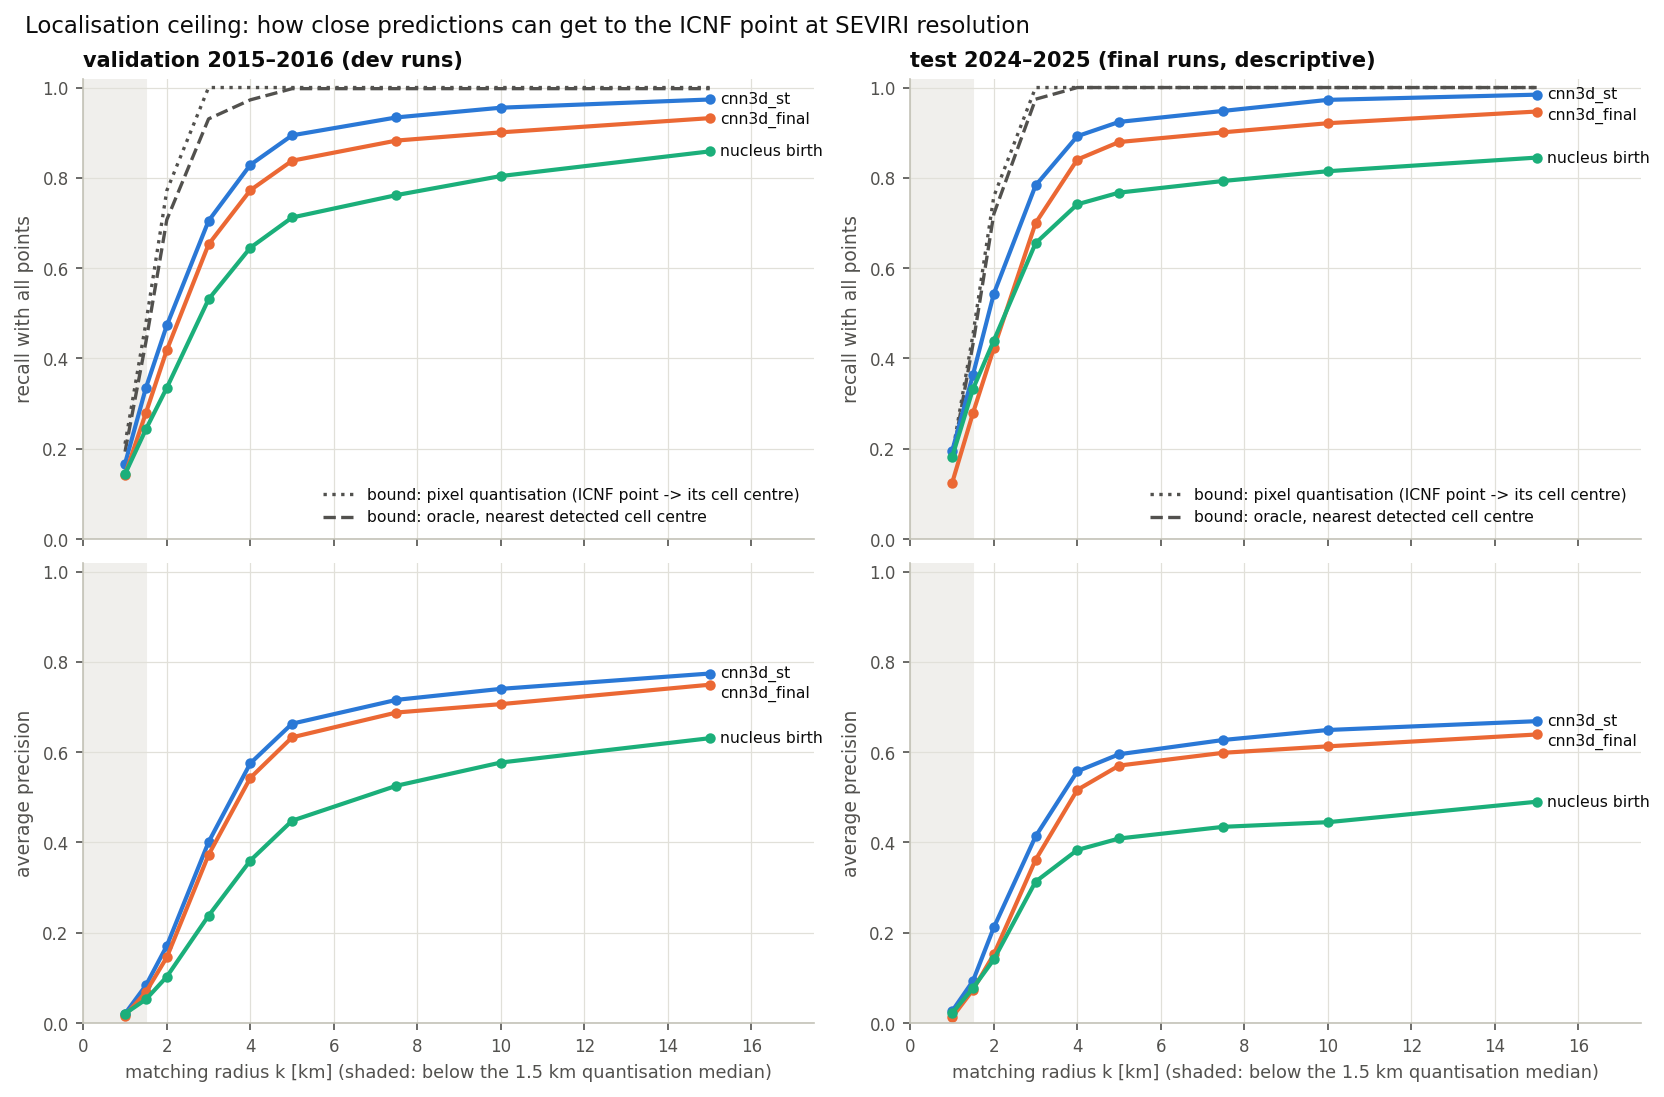 Localisation ceiling: how close predictions can get to the ICNF point at SEVIRI resolution
validation 2015–2016 (dev runs)
recall with all points
1.0
0.8
0.6
0.4
0.2
0.0
cnn3d_st
cnn3d_final
nucleus birth
bound: pixel quantisation (ICNF point -> its cell centre)
bound: oracle, nearest detected cell centre
test 2024–2025 (final runs, descriptive)
recall with all points
1.0
0.8
0.6
0.4
0.2
0.0
cnn3d_st
cnn3d_final
nucleus birth
bound: pixel quantisation (ICNF point -> its cell centre)
bound: oracle, nearest detected cell centre
average precision
1.0
0.8
0.6
0.4
0.2
0.0
cnn3d_st
cnn3d_final
nucleus birth
0 2 4 6 8 10 12 14 16
matching radius k [km] (shaded: below the 1.5 km quantisation median)
average precision
1.0
0.8
0.6
0.4
0.2
0.0
cnn3d_st
cnn3d_final
nucleus birth
0 2 4 6 8 10 12 14 16
matching radius k [km] (shaded: below the 1.5 km quantisation median)